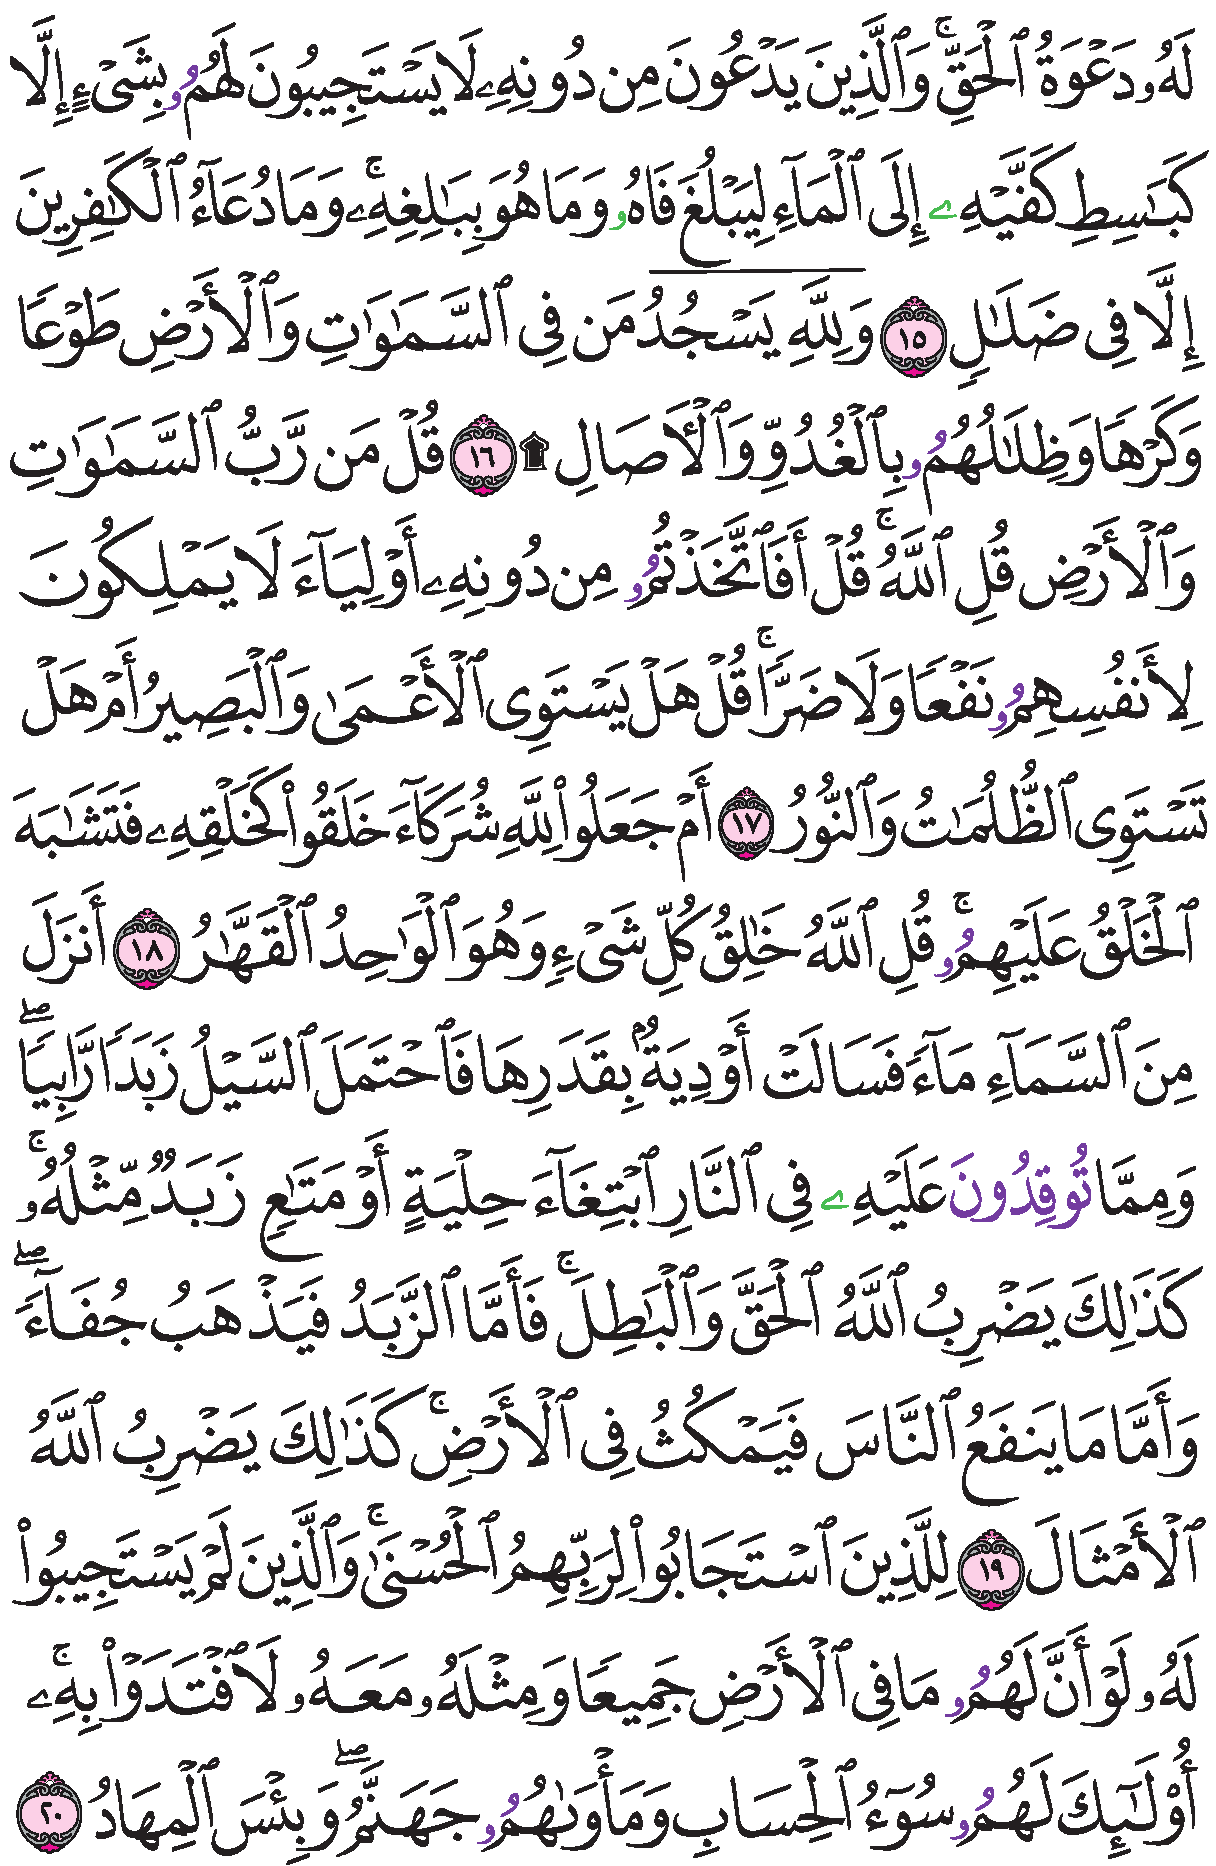 لَهُۥ دَعْوَةُ ٱلْحَقِّۚ وَٱلَّذِينَ يَدْعُونَ مِن دُونِهِۦ لَا يَسْتَجِيبُونَ لَهُمُۥ بِشَىْءٍ إِلَّا
كَبَٰسِطِ كَفَّيْهِۦ إِلَى ٱلْمَآءِ لِيَبْلُغَ فَاهُۥ وَمَا هُوَ بِبَٰلِغِهِۦۚ وَمَا دُعَآءُ ٱلْكَٰفِرِينَ
إِلَّا فِى ضَلَٰلٍ ١٥ وَلِلَّهِ يَسْجُدُ مَن فِى ٱلسَّمَٰوَٰتِ وَٱلْأَرْضِ طَوْعًا
وَكَرْهًا وَظِلَٰلُهُمُۥ بِٱلْغُدُوِّ وَٱلْأَصَالِ ۩ ١٦ قُلْ مَن رَّبُّ ٱلسَّمَٰوَٰتِ
وَٱلْأَرْضِ قُلِ ٱللَّهُۚ قُلْ أَفَٱتَّخَذْتُمُۥ مِن دُونِهِۦ أَوْلِيَآءَ لَا يَمْلِكُونَ
لِأَنفُسِهِمُۥ نَفْعًا وَلَا ضَرًّاۚ قُلْ هَلْ يَسْتَوِى ٱلْأَعْمَىٰ وَٱلْبَصِيرُ أَمْ هَلْ
تَسْتَوِى ٱلظُّلُمَٰتُ وَٱلنُّورُ ١٧ أَمْ جَعَلُوا۟ لِلَّهِ شُرَكَآءَ خَلَقُوا۟ كَخَلْقِهِۦ فَتَشَٰبَهَ
ٱلْخَلْقُ عَلَيْهِمُۥۚ قُلِ ٱللَّهُ خَٰلِقُ كُلِّ شَىْءٍ وَهُوَ ٱلْوَٰحِدُ ٱلْقَهَّٰرُ ١٨ أَنزَلَ
مِنَ ٱلسَّمَآءِ مَآءً فَسَالَتْ أَوْدِيَةٌۢ بِقَدَرِهَا فَٱحْتَمَلَ ٱلسَّيْلُ زَبَدًا رَّابِيًاۖ
وَمِمَّا تُوقِدُونَ عَلَيْهِۦ فِى ٱلنَّارِ ٱبْتِغَآءَ حِلْيَةٍ أَوْ مَتَٰعٍ زَبَدٌ مِّثْلُهُۥۚ
كَذَٰلِكَ يَضْرِبُ ٱللَّهُ ٱلْحَقَّ وَٱلْبَٰطِلَۚ فَأَمَّا ٱلزَّبَدُ فَيَذْهَبُ جُفَآءًۖ
وَأَمَّا مَا يَنفَعُ ٱلنَّاسَ فَيَمْكُثُ فِى ٱلْأَرْضِۚ كَذَٰلِكَ يَضْرِبُ ٱللَّهُ
ٱلْأَمْثَالَ ١٩ لِلَّذِينَ ٱسْتَجَابُوا۟ لِرَبِّهِمُ ٱلْحُسْنَىٰۚ وَٱلَّذِينَ لَمْ يَسْتَجِيبُوا۟
لَهُۥ لَوْ أَنَّ لَهُمُۥ مَا فِى ٱلْأَرْضِ جَمِيعًا وَمِثْلَهُۥ مَعَهُۥ لَٱفْتَدَوْا۟ بِهِۦۚ
أُو۟لَٰٓئِكَ لَهُمُۥ سُوٓءُ ٱلْحِسَابِ وَمَأْوَىٰهُمُۥ جَهَنَّمُۖ وَبِئْسَ ٱلْمِهَادُ ٢٠